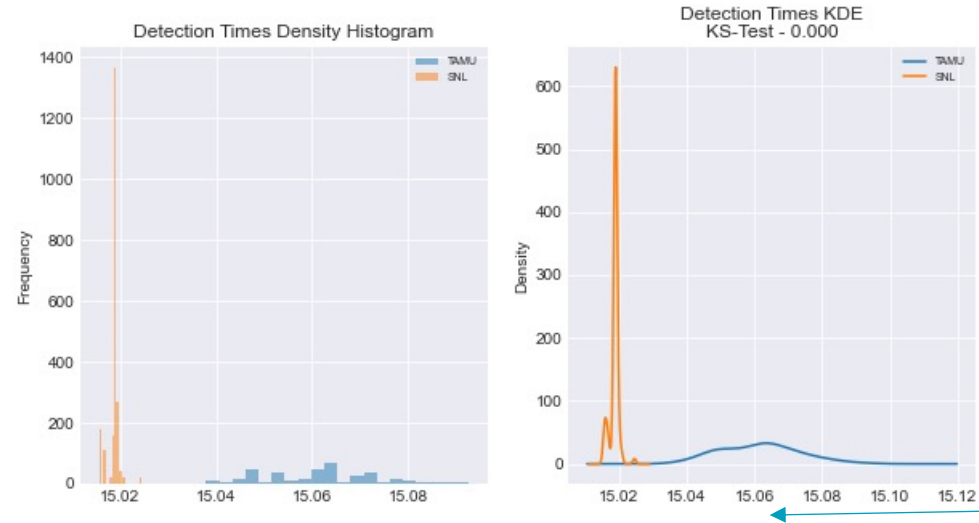 Detection Times Density Histogram
1400
1200
1000
800
600
400
200
0
Frequency
15.02 15.04 15.06 15.08
TAMU
SNL
Detection Times KDE
KS-Test - 0.000
600
500
400
300
200
100
0
Density
15.02 15.04 15.06 15.08 15.10 15.12
TAMU
SNL